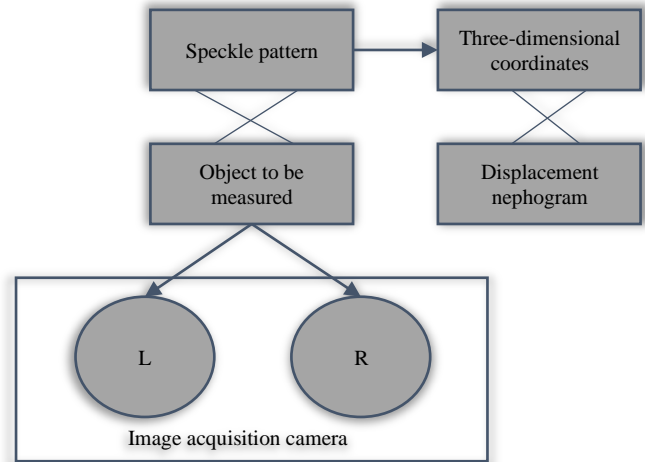 Speckle pattern
Three-dimensional
coordinates
Object to be
measured
Displacement
nephogram
L
R
Image acquisition camera